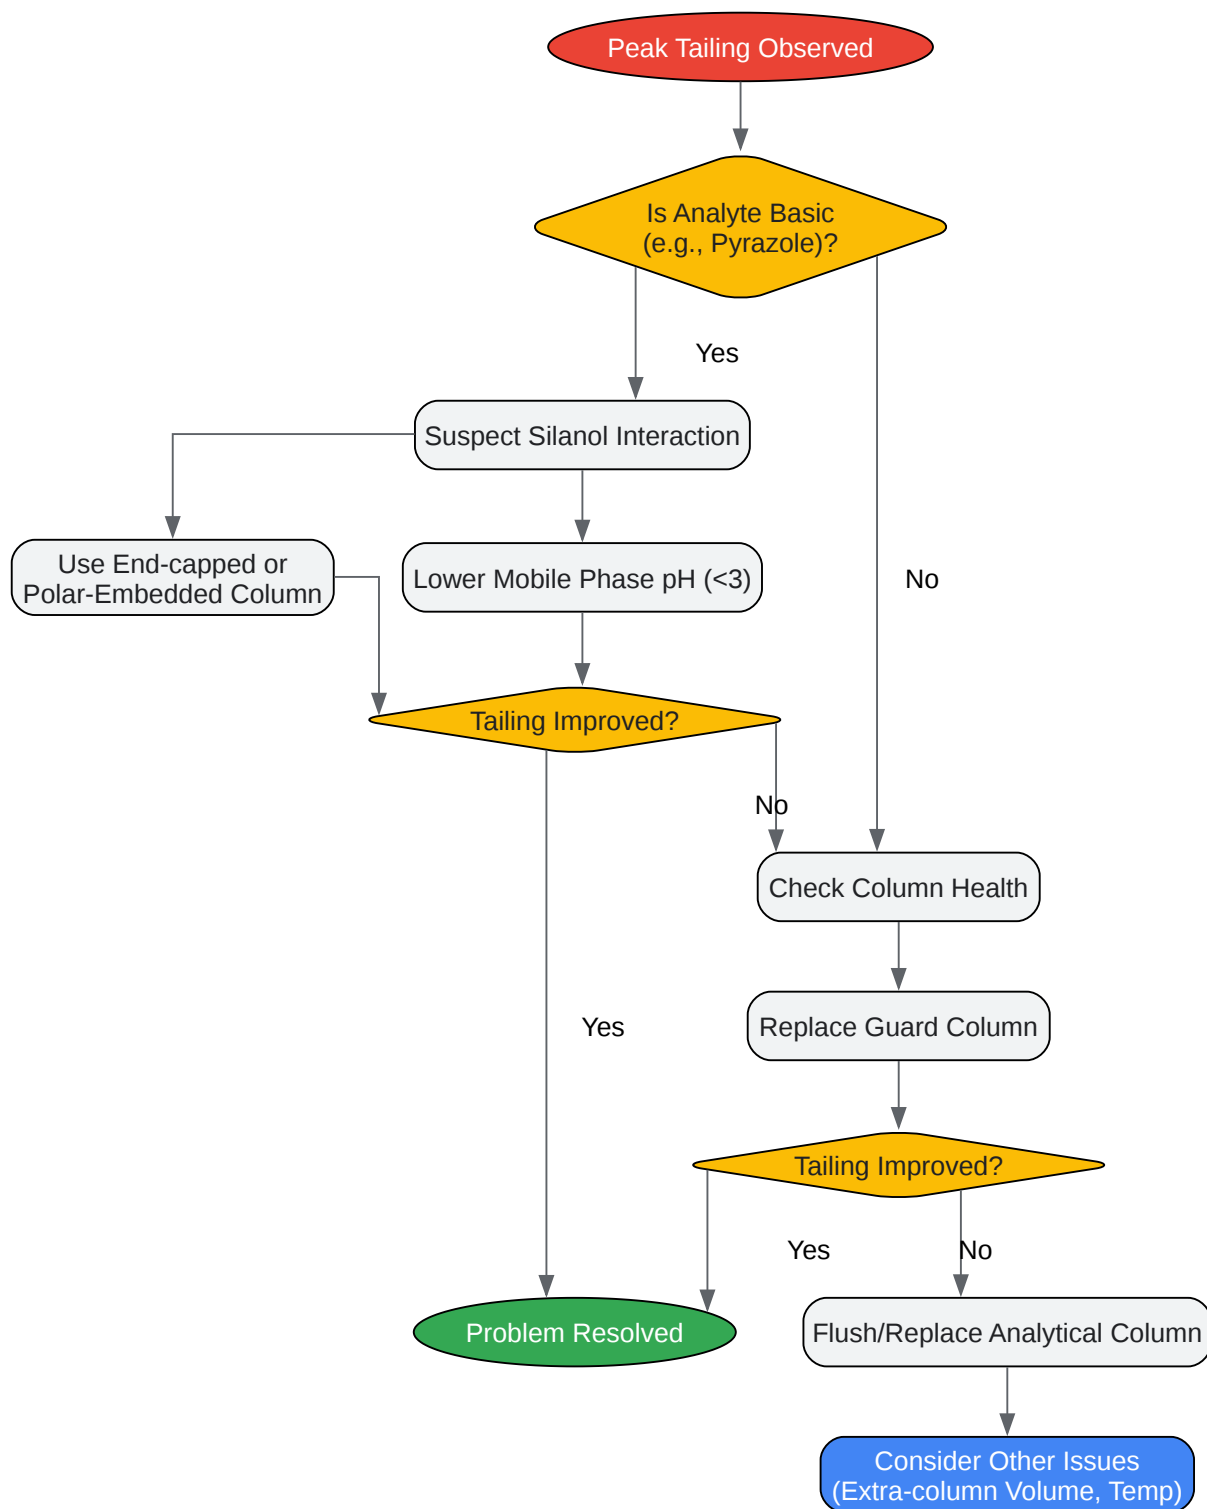 Peak Tailing Observed
Is Analyte Basic
(e.g., Pyrazole)?
Yes
Suspect Silanol Interaction
Use End-capped or
Polar-Embedded Column
Lower Mobile Phase pH (<3)
No
Tailing Improved?
No
Check Column Health
Replace Guard Column
Yes
Tailing Improved?
Yes
No
Problem Resolved
Flush/Replace Analytical Column
Consider Other Issues
(Extra-column Volume, Temp)